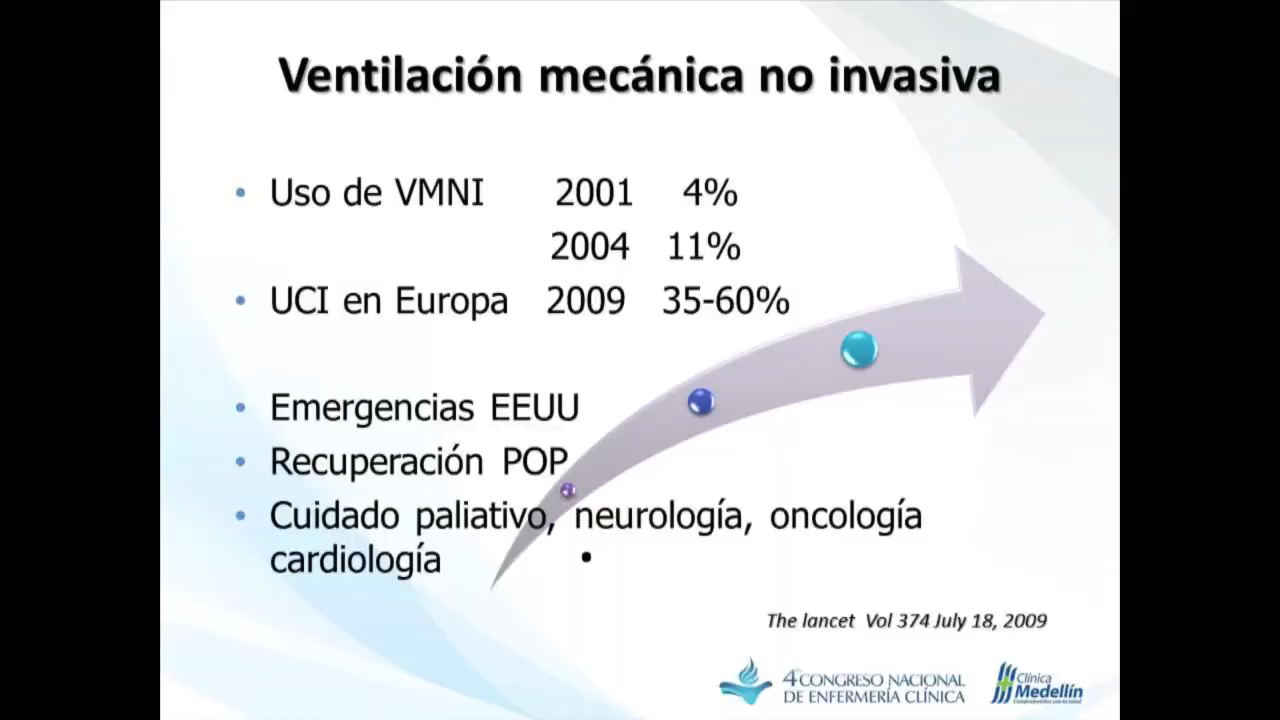 Ventilación mecánica no invasiva
• Uso de VMNI 2001 4%
2004 11%
• UCI en Europa 2009 35-60%
• Emergencias EEUU
• Recuperación POP
• Cuidado paliativo, neurología, oncología
cardiología •
The lancet Vol 374 July 18, 2009
4 CONGRESO NACIONAL
DE ENFERMERÍA CLÍNICA
Clínica
Medellín